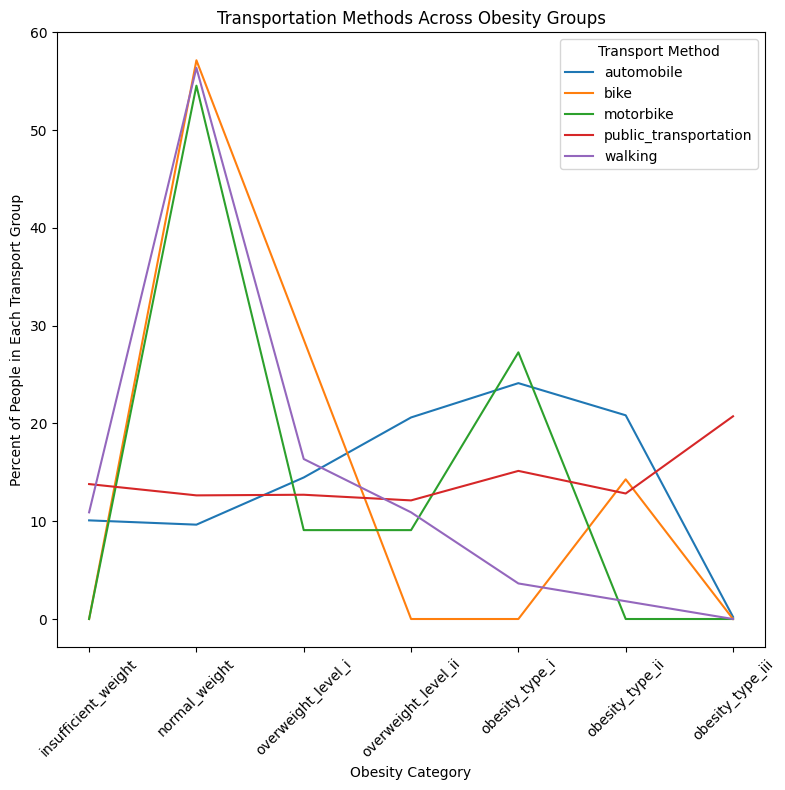 Transportation Methods Across Obesity Groups
Transport Method
automobile
bike
motorbike
public_transportation
walking
Percent of People in Each Transport Group
60
50
40
30
20
10
0
insufficient_weight
normal_weight
overweight_level_i
overweight_level_ii
obesity_type_i
obesity_type_ii
obesity_type_iii
Obesity Category